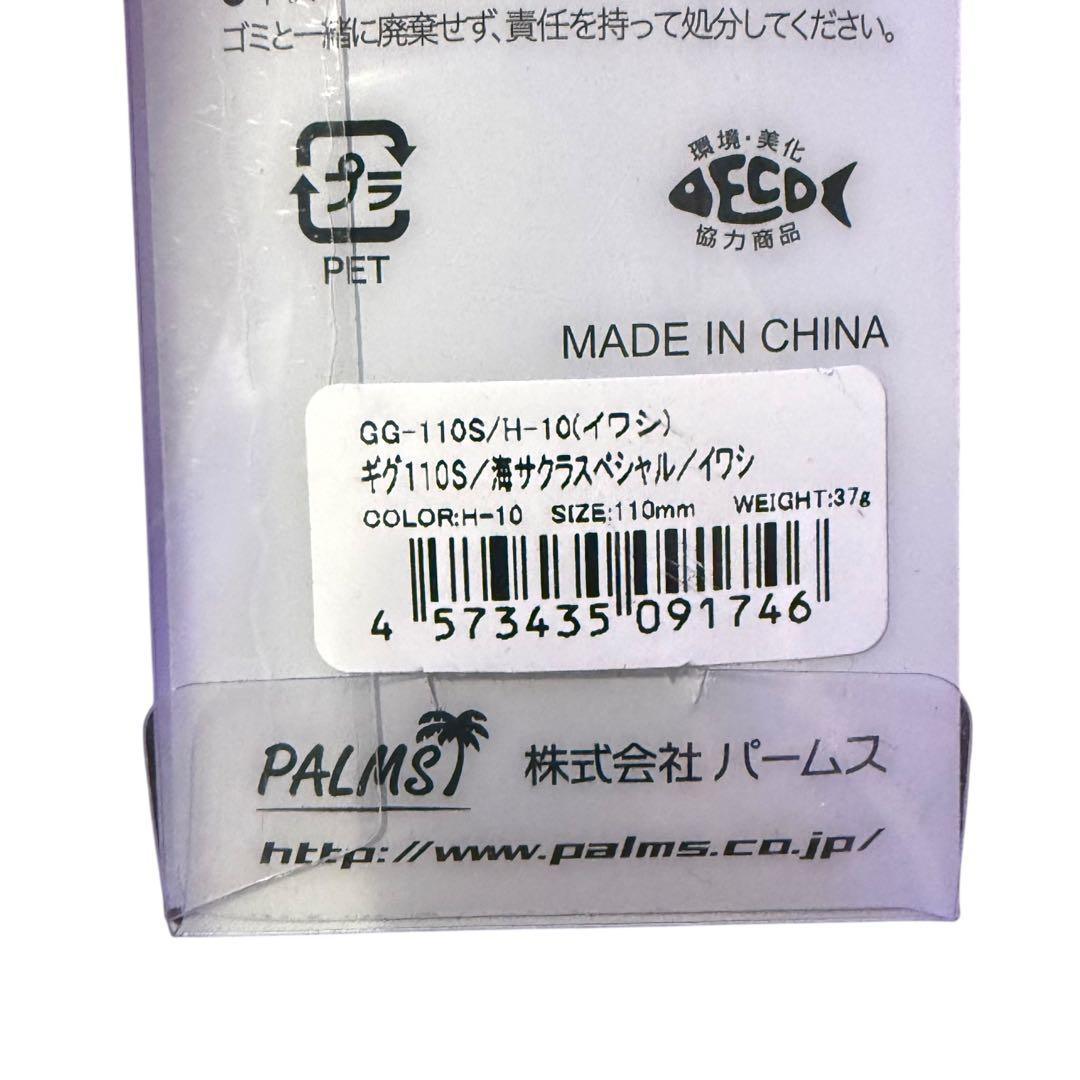 ゴミと一緒に廃棄せず、責任を持って処分してください。
プラ
PET
環境・美化
ECO
協力商品
MADE IN CHINA
GG-110S/H-10(イワシ)
ギグ110S/海サクラスペシャル/イワシ
COLOR:H-10 SIZE:110mm WEIGHT:37g
4 573435 091746
PALMS 株式会社 パームス
http://www.palms.co.jp/